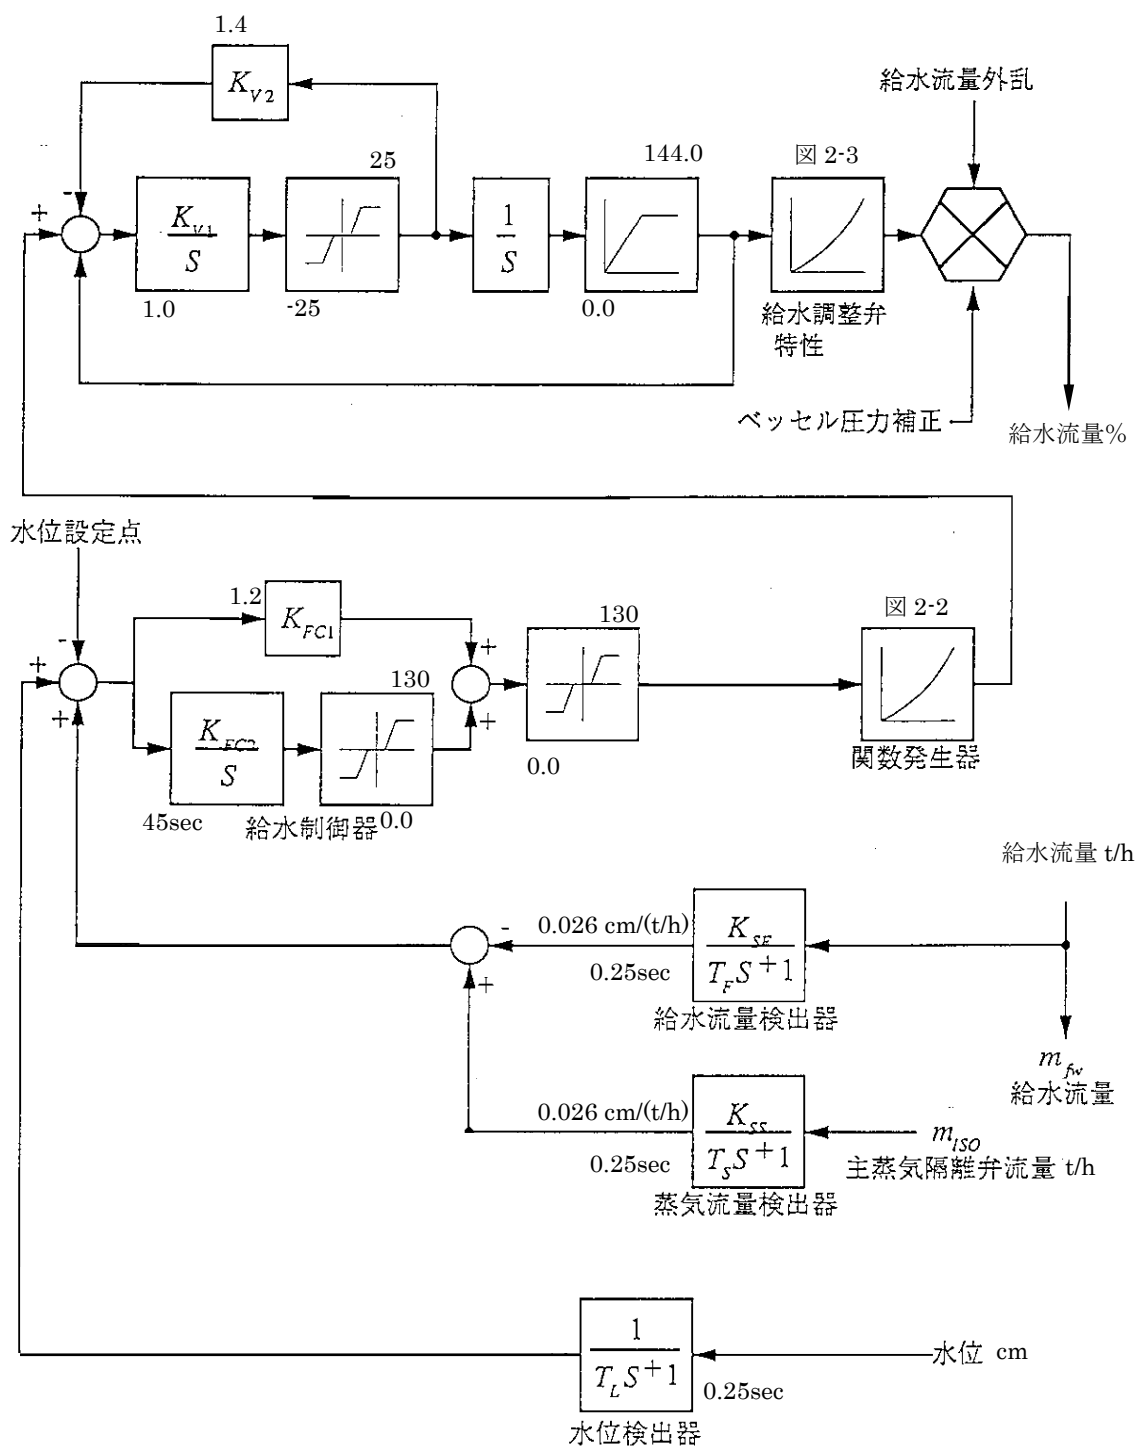 1.4
K_{V2}
給水流量外乱
25
144.0
図 2-3
-
+
K_{V1}
S
1
S
1.0
-25
0.0
給水調整弁
特性
ベッセル圧力補正
給水流量%
水位設定点
1.2
K_{FC1}
130
図 2-2
-
+
+
+
+
130
K_{FC2}
S
0.0
関数発生器
45sec
給水制御器
0.0
給水流量 t/h
0.026 cm/(t/h)
-
K_{SF}
T_F S+1
0.25sec
+
給水流量検出器
m_{fw}
給水流量
0.026 cm/(t/h)
K_{SS}
T_S S+1
m_{ISO}
0.25sec
主蒸気隔離弁流量 t/h
蒸気流量検出器
1
T_L S+1
水位 cm
0.25sec
水位検出器